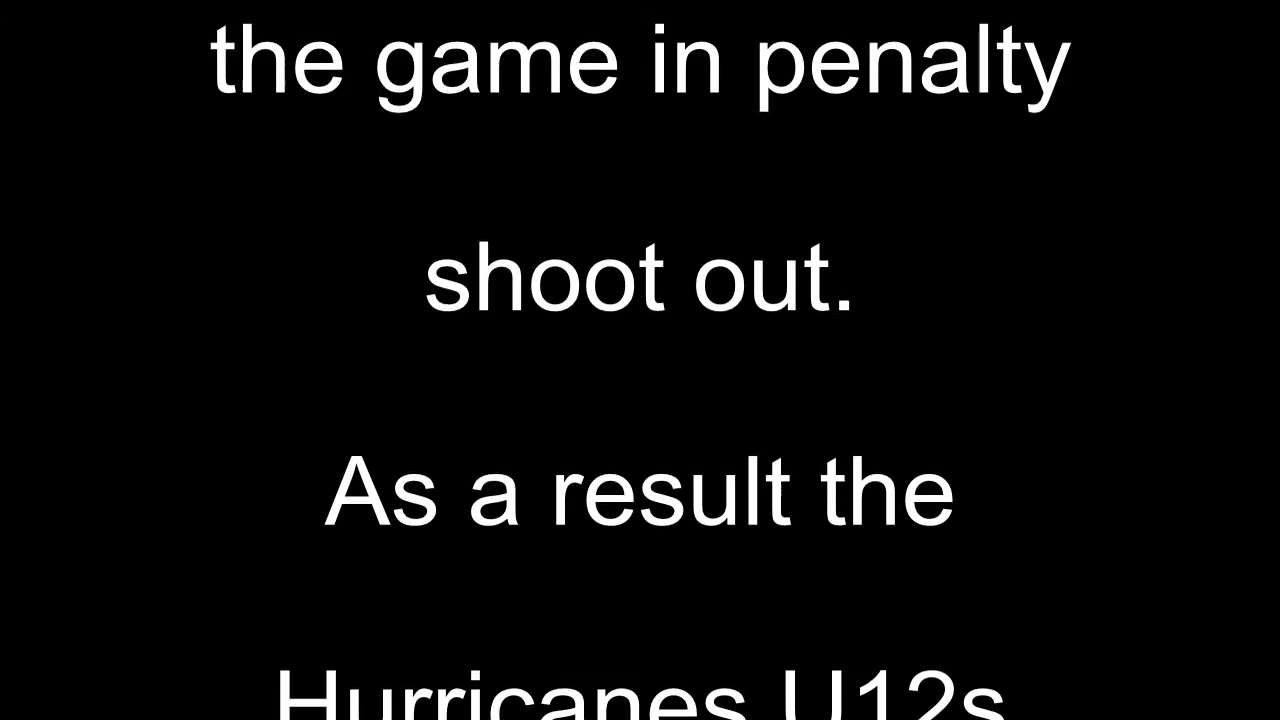 the game in penalty
shoot out.
As a result the
Hurricanes U12s